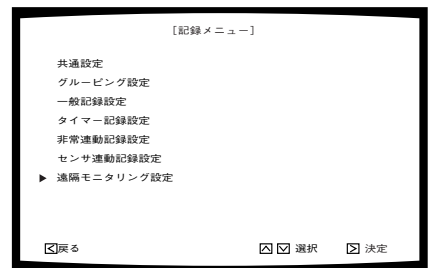 [記録メニュー]
共通設定
グルーピング設定
一般記録設定
タイマー記録設定
非常連動記録設定
センサ連動記録設定
▶ 遠隔モニタリング設定
戻る 選択 決定